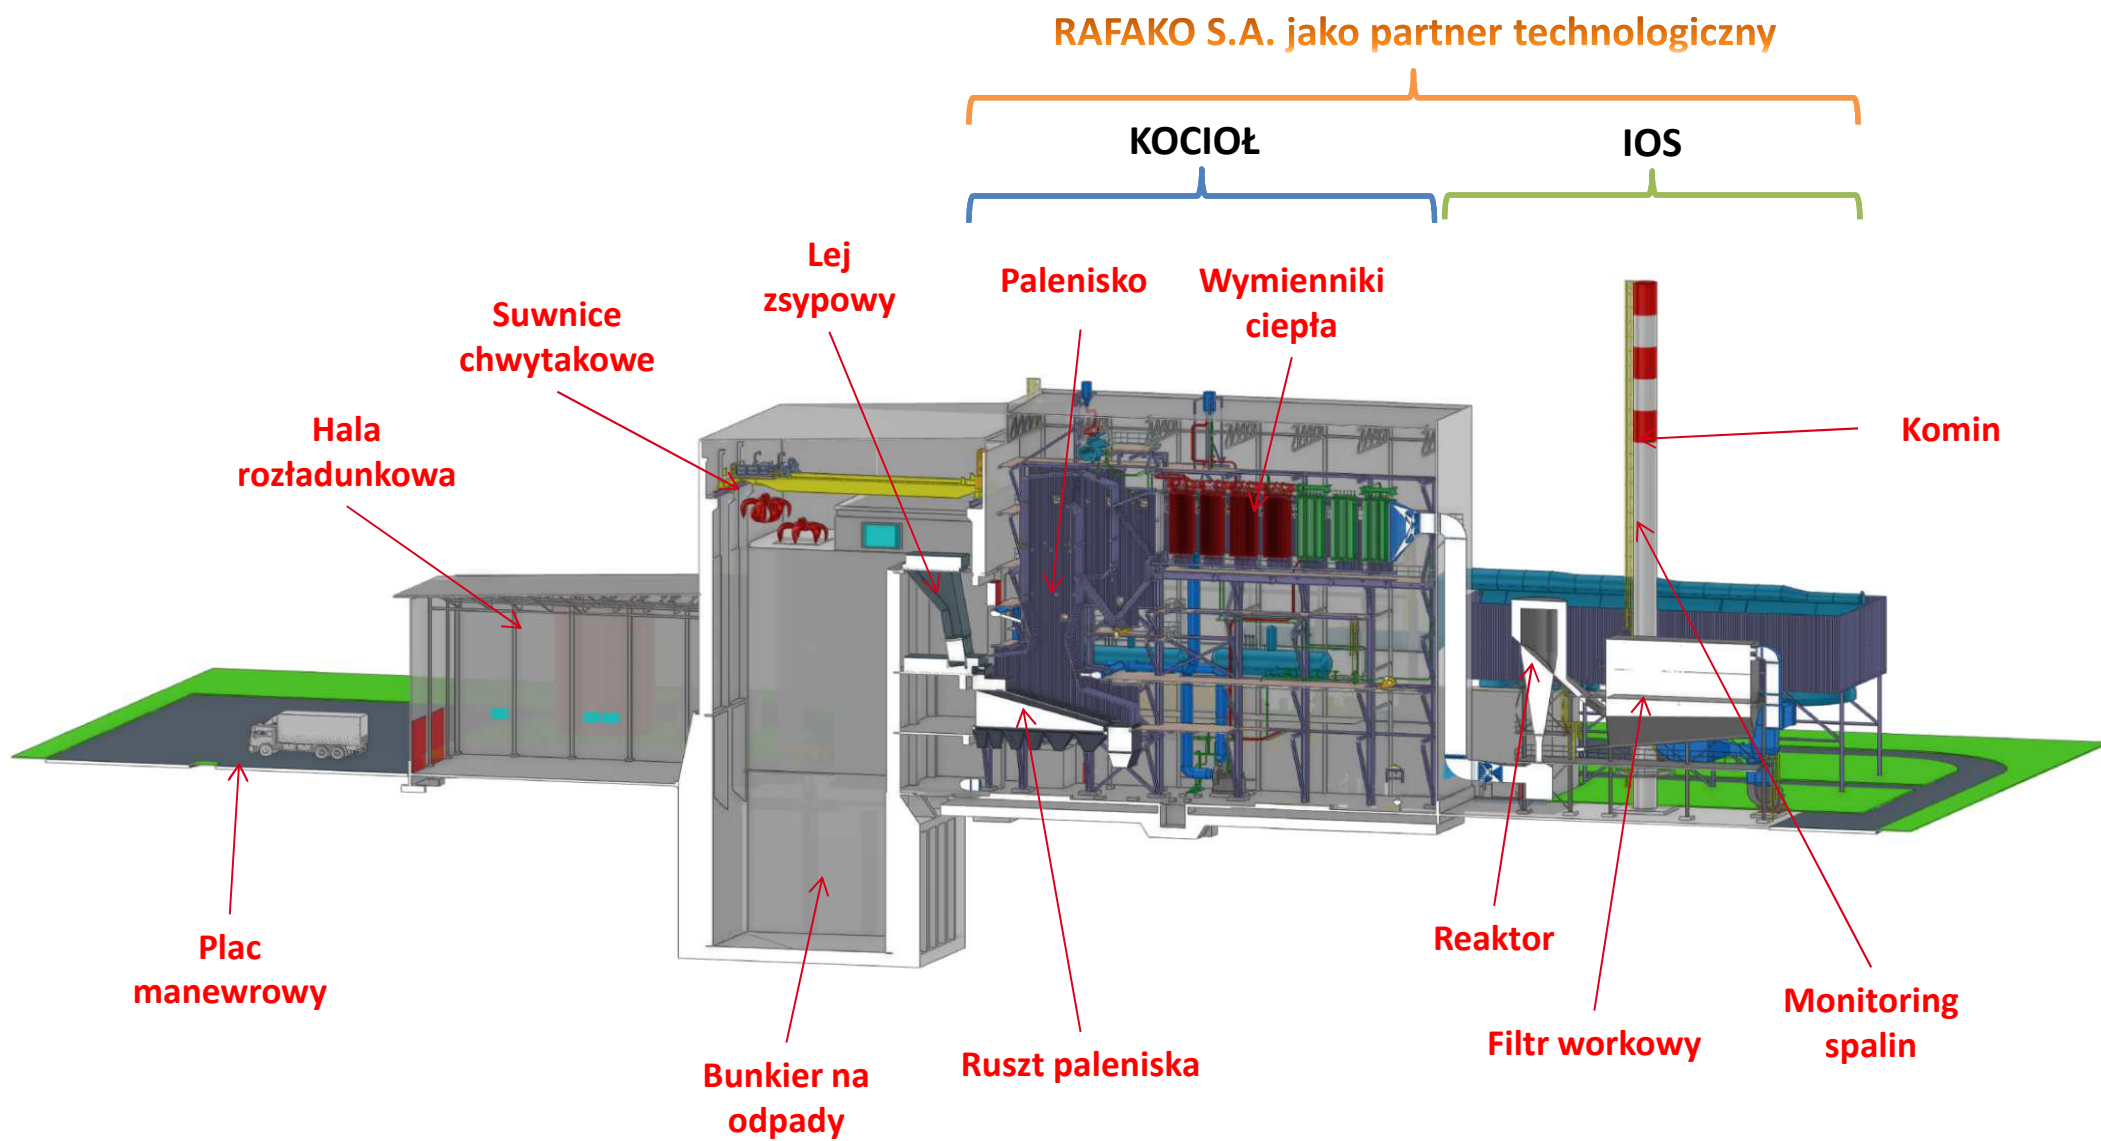 RAFAKO S.A. jako partner technologiczny
KOCIOŁ
IOS
Lej
zsypowy
Palenisko
Wymienniki
ciepła
Suwnice
chwytakowe
Hala
rozładunkowa
Komin
Plac
manewrowy
Bunkier na
odpady
Ruszt paleniska
Reaktor
Filtr workowy
Monitoring
spalin